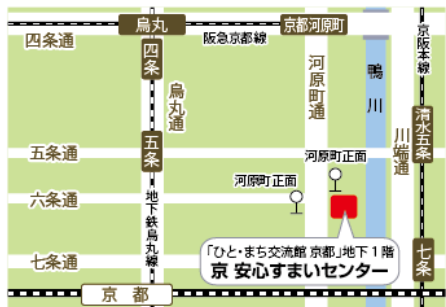 烏丸
京都河原町
四条通
阪急京都線
四条
烏丸通
河原町通
鴨川
京阪本線
川端通
清水五条
五条通
五条
河原町正面
河原町正面
六条通
地下鉄烏丸線
「ひと・まち交流館 京都」地下1階
京 安心すまいセンター
七条通
七条
京都